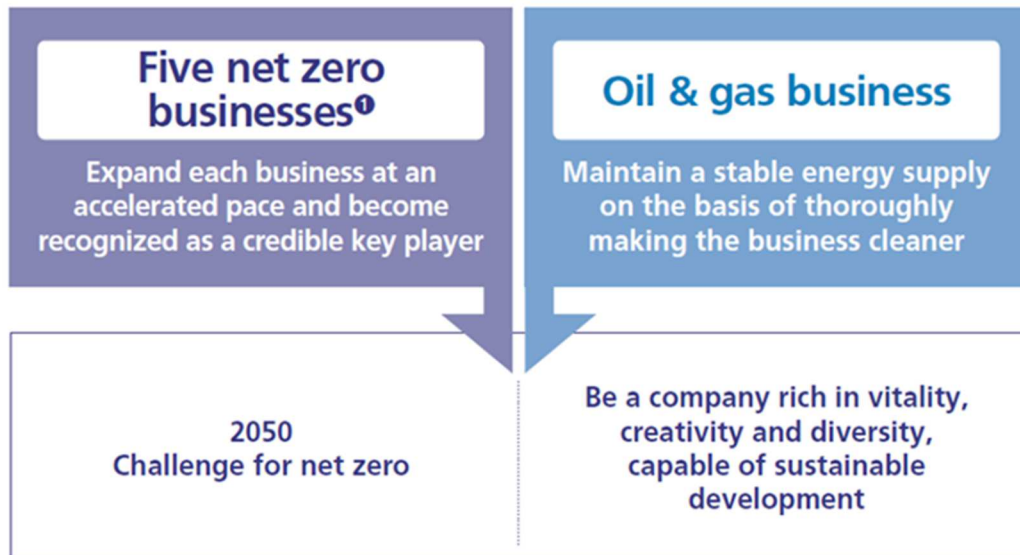 Five net zero
businesses❶
Expand each business at an
accelerated pace and become
recognized as a credible key player
Oil & gas business
Maintain a stable energy supply
on the basis of thoroughly
making the business cleaner
2050
Challenge for net zero
Be a company rich in vitality,
creativity and diversity,
capable of sustainable
development